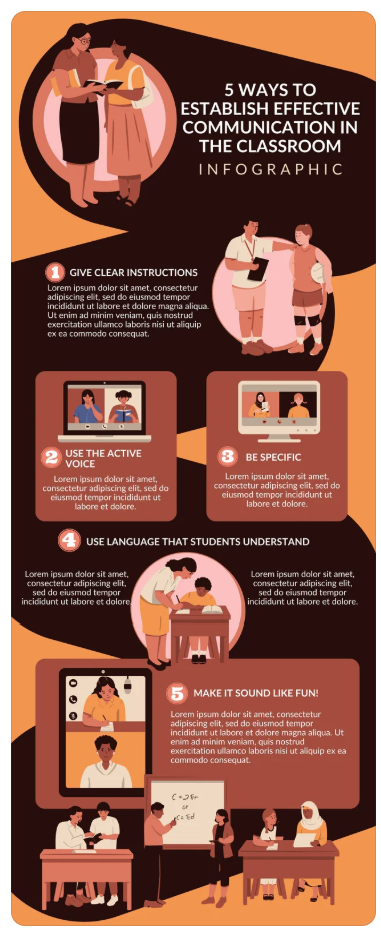 5 WAYS TO
ESTABLISH EFFECTIVE
COMMUNICATION IN
THE CLASSROOM
INFOGRAPHIC
1 GIVE CLEAR INSTRUCTIONS
Lorem ipsum dolor sit amet, consectetur
adipiscing elit, sed do eiusmod tempor
incididunt ut labore et dolore magna aliqua.
Ut enim ad minim veniam, quis nostrud
exercitation ullamco laboris nisi ut aliquip
ex ea commodo consequat.
2 USE THE ACTIVE
VOICE
Lorem ipsum dolor sit amet,
consectetur adipiscing elit, sed do
eiusmod tempor incididunt ut
labore et dolore.
3 BE SPECIFIC
Lorem ipsum dolor sit amet,
consectetur adipiscing elit, sed do
eiusmod tempor incididunt ut
labore et dolore.
4 USE LANGUAGE THAT STUDENTS UNDERSTAND
Lorem ipsum dolor sit amet,
consectetur adipiscing elit,
sed do eiusmod tempor
incididunt ut labore et dolore.
Lorem ipsum dolor sit amet,
consectetur adipiscing elit,
sed do eiusmod tempor
incididunt ut labore et dolore.
5 MAKE IT SOUND LIKE FUN!
Lorem ipsum dolor sit amet, consectetur
adipiscing elit, sed do eiusmod tempor
incididunt ut labore et dolore magna aliqua. Ut
enim ad minim veniam, quis nostrud
exercitation ullamco laboris nisi ut aliquip ex ea
commodo consequat.
or